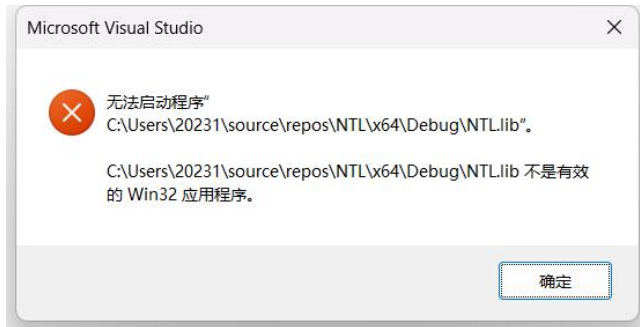 Microsoft Visual Studio
无法启动程序“
C:\Users\20231\source\repos\NTL\x64\Debug\NTL.lib”。
C:\Users\20231\source\repos\NTL\x64\Debug\NTL.lib 不是有效
的 Win32 应用程序。
确定